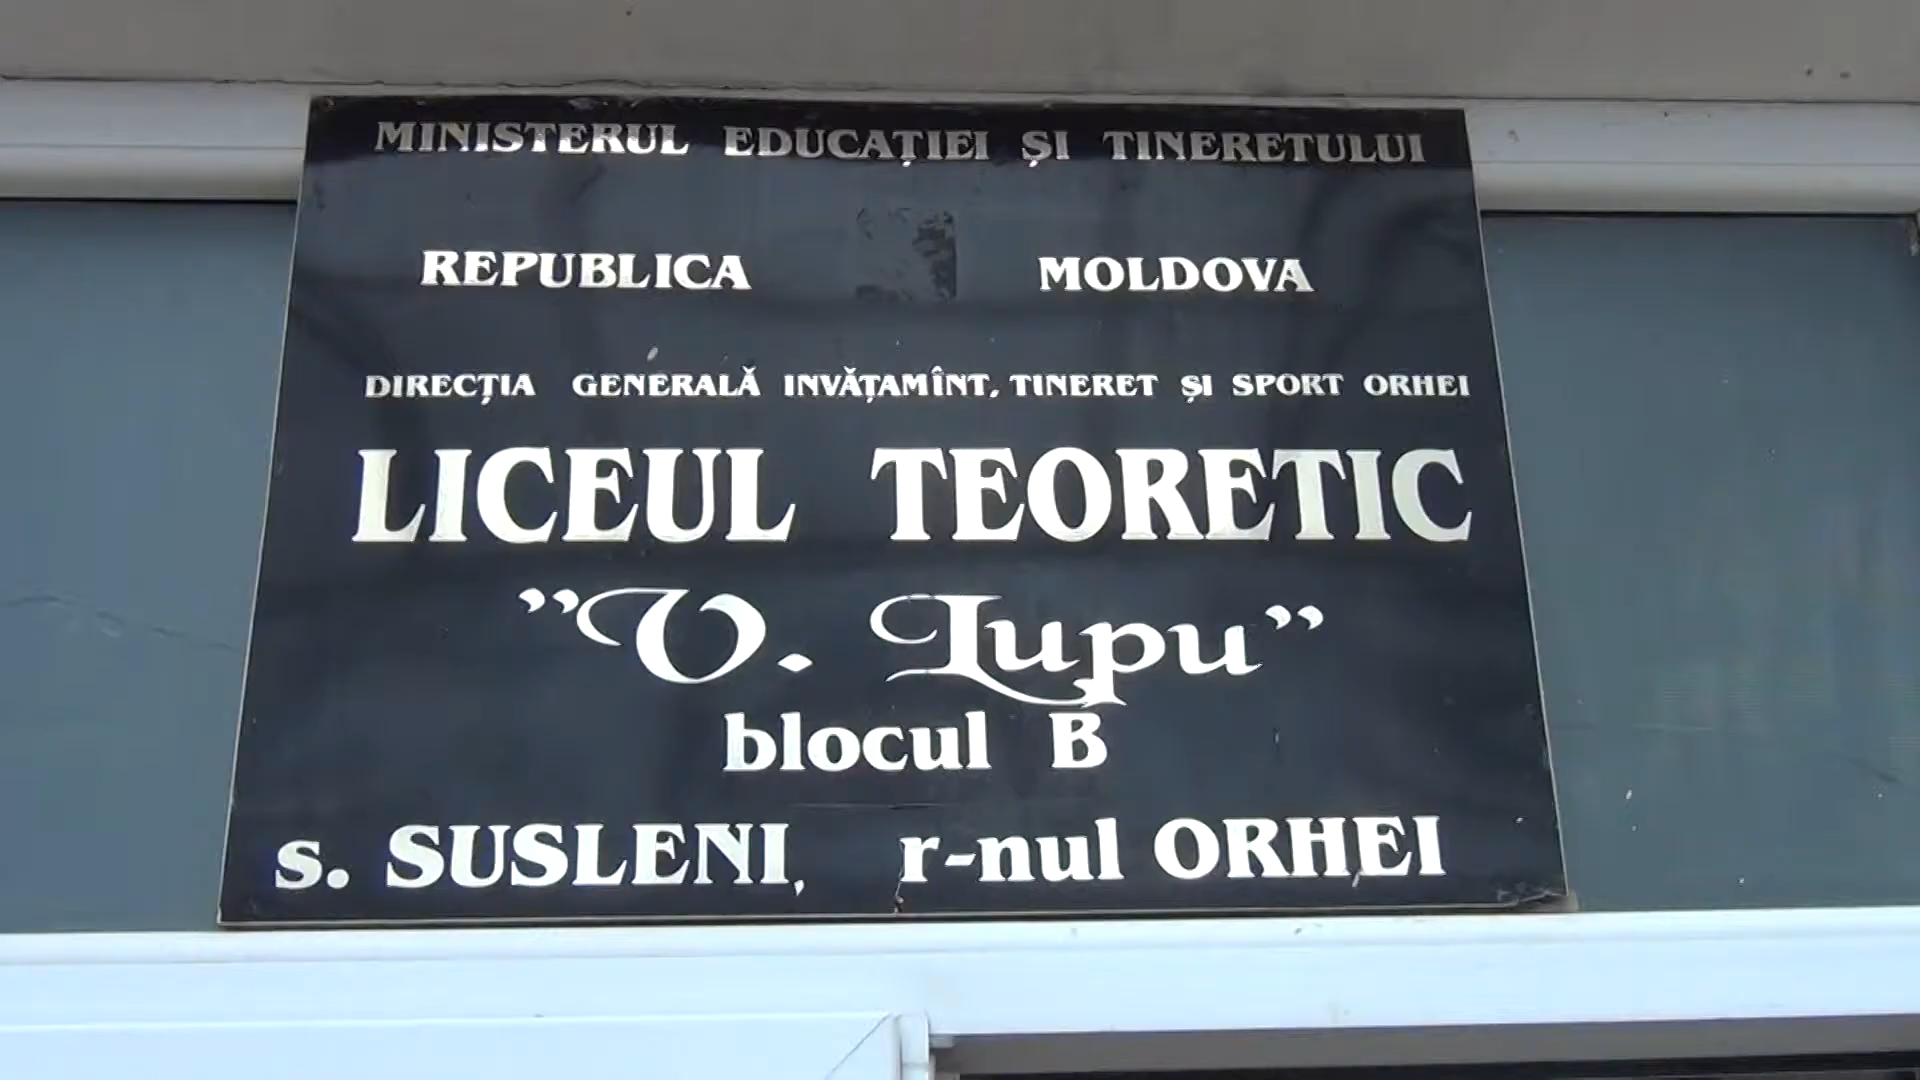 MINISTERUL EDUCAȚIEI ȘI TINERETULUI
REPUBLICA MOLDOVA
DIRECȚIA GENERALĂ INVĂȚAMÎNT, TINERET ȘI SPORT ORHEI
LICEUL TEORETIC
"V. Lupu"
blocul B
s. SUSLENI, r-nul ORHEI